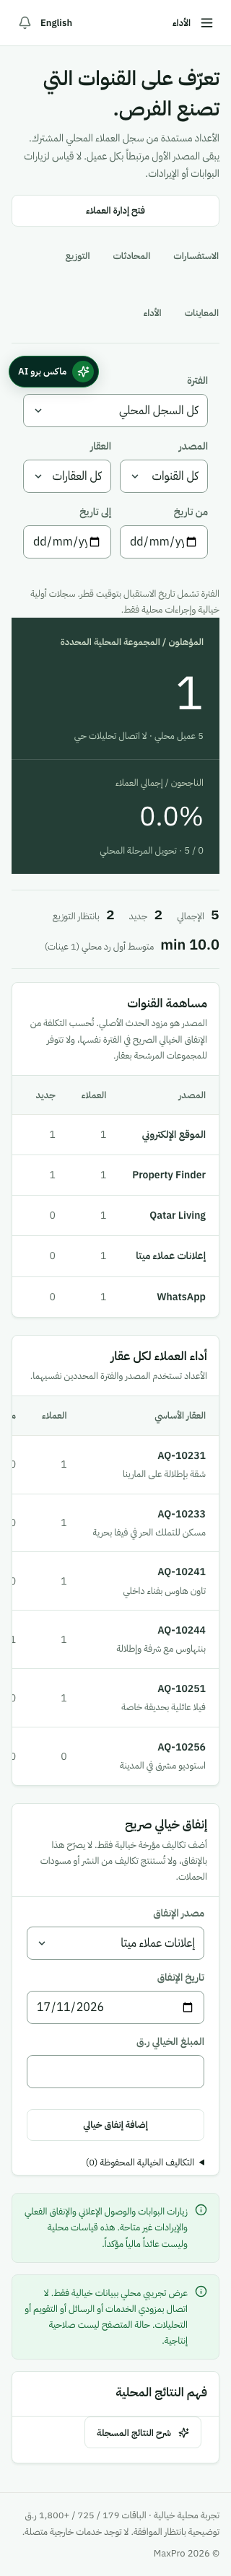 الأداء
English
تعرّف على القنوات التي
تصنع الفرص.
الأعداد مستمدة من سجل العملاء المحلي المشترك.
يبقى المصدر الأول مرتبطاً بكل عميل. لا قياس لزيارات
البوابات أو الإيرادات.
فتح إدارة العملاء
الاستفسارات المحادثات التوزيع
المعاينات الأداء
ماكس برو AI
الفترة
كل السجل المحلي
المصدر العقار
كل القنوات كل العقارات
من تاريخ إلى تاريخ
dd/mm/yy dd/mm/yy
الفترة تشمل تاريخ الاستقبال بتوقيت قطر. سجلات أولية
خيالية وإجراءات محلية فقط.
المؤهلون / المجموعة المحلية المحددة
1
5 عميل محلي · لا اتصال تحليلات حي
الناجحون / إجمالي العملاء
0.0%
0 / 5 · تحويل المرحلة المحلي
5 الإجمالي 2 جديد 2 بانتظار التوزيع
10.0 min متوسط أول رد محلي (1 عينات)
مساهمة القنوات
المصدر هو مزود الحدث الأصلي. تُحسب التكلفة من
الإنفاق الخيالي الصريح في الفترة نفسها، ولا تتوفر
للمجموعات المرشحة بعقار.
المصدر العملاء جديد
الموقع الإلكتروني 1 1
Property Finder 1 1
Qatar Living 1 0
إعلانات عملاء ميتا 1 0
WhatsApp 1 0
أداء العملاء لكل عقار
الأعداد تستخدم المصدر والفترة المحددين نفسيهما.
العقار الأساسي العملاء
AQ-10231
شقة بإطلالة على المارينا 1
AQ-10233
مسكن للتملك الحر في فيفا بحرية 1
AQ-10241
تاون هاوس بفناء داخلي 1
AQ-10244
بنتهاوس مع شرفة وإطلالة 1
AQ-10251
فيلا عائلية بحديقة خاصة 1
AQ-10256
استوديو مشرق في المدينة 0
إنفاق خيالي صريح
أضف تكاليف مؤرخة خيالية فقط. لا يصرّح هذا
بالإنفاق، ولا تُستنتج تكاليف من النشر أو مسودات
الحملات.
مصدر الإنفاق
إعلانات عملاء ميتا
تاريخ الإنفاق
17/11/2026
المبلغ الخيالي ر.ق
إضافة إنفاق خيالي
التكاليف الخيالية المحفوظة (0)
زيارات البوابات والوصول الإعلاني والإنفاق الفعلي
والإيرادات غير متاحة. هذه قياسات محلية
وليست عائداً مالياً مؤكداً.
عرض تجريبي محلي ببيانات خيالية فقط. لا
اتصال بمزودي الخدمات أو الرسائل أو التقويم أو
التحليلات. حالة المتصفح ليست صلاحية
إنتاجية.
فهم النتائج المحلية
شرح النتائج المسجلة
تجربة محلية خيالية · الباقات 179 / 725 / +1,800 ر.ق
توضيحية بانتظار الموافقة. لا توجد خدمات خارجية متصلة.
MaxPro © 2026